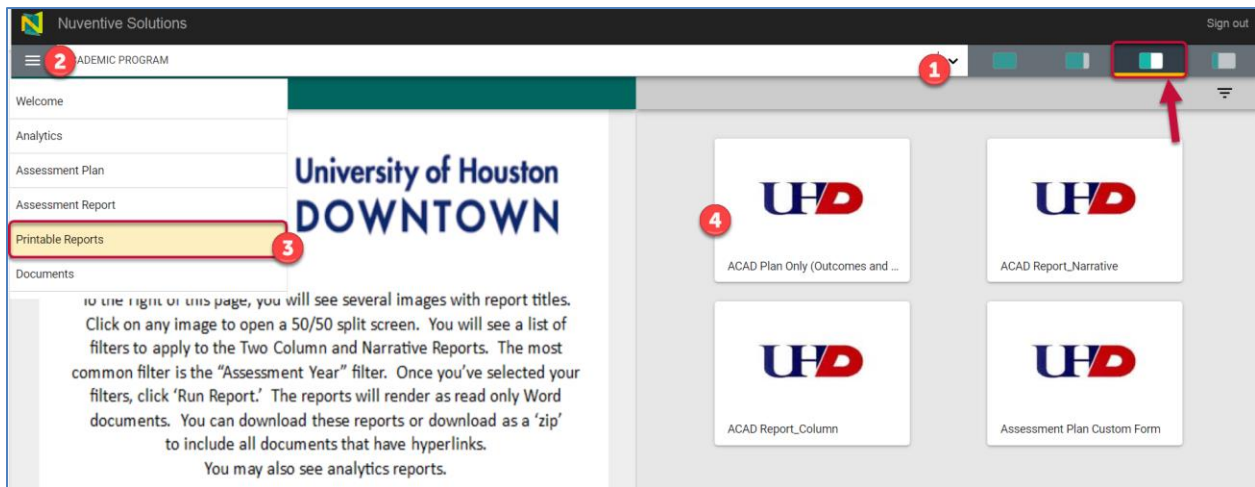 Nuventive Solutions
Sign out
2
ADEMIC PROGRAM
1
Welcome
Analytics
Assessment Plan
Assessment Report
Printable Reports
3
Documents
University of Houston
DOWNTOWN
To the right of this page, you will see several images with report titles.
Click on any image to open a 50/50 split screen. You will see a list of
filters to apply to the Two Column and Narrative Reports. The most
common filter is the “Assessment Year” filter. Once you’ve selected your
filters, click ‘Run Report.’ The reports will render as read only Word
documents. You can download these reports or download as a ‘zip’
to include all documents that have hyperlinks.
You may also see analytics reports.
UHD
4
ACAD Plan Only (Outcomes and ...
UHD
ACAD Report_Narrative
UHD
ACAD Report_Column
UHD
Assessment Plan Custom Form